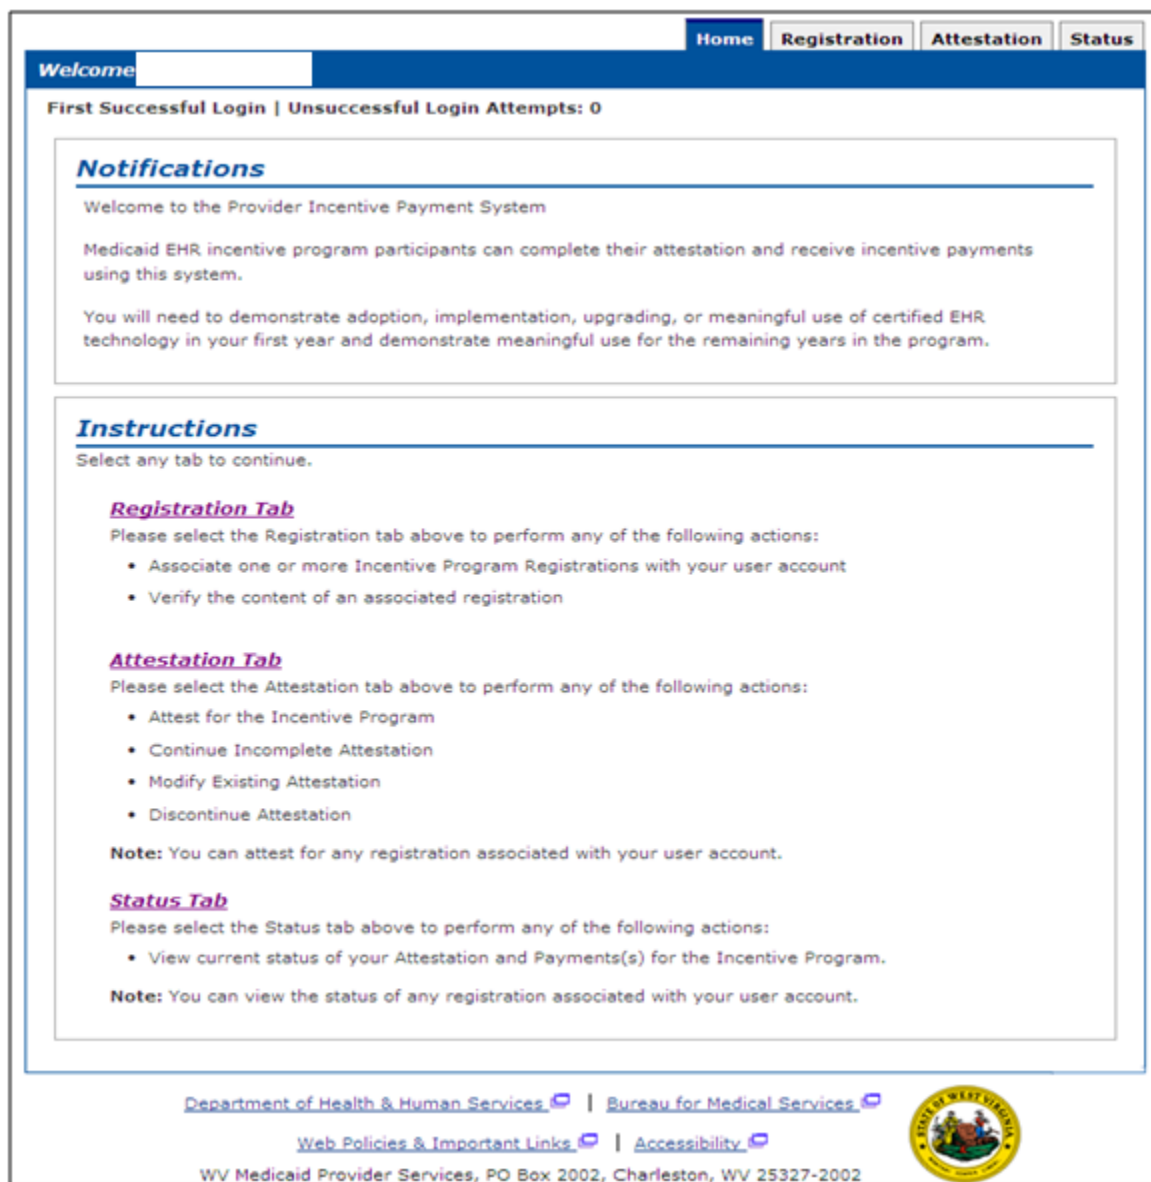 Home Registration Attestation Status
Welcome
First Successful Login | Unsuccessful Login Attempts: 0
Notifications
Welcome to the Provider Incentive Payment System
Medicaid EHR incentive program participants can complete their attestation and receive incentive payments
using this system.
You will need to demonstrate adoption, implementation, upgrading, or meaningful use of certified EHR
technology in your first year and demonstrate meaningful use for the remaining years in the program.
Instructions
Select any tab to continue.
Registration Tab
Please select the Registration tab above to perform any of the following actions:
• Associate one or more Incentive Program Registrations with your user account
• Verify the content of an associated registration
Attestation Tab
Please select the Attestation tab above to perform any of the following actions:
• Attest for the Incentive Program
• Continue Incomplete Attestation
• Modify Existing Attestation
• Discontinue Attestation
Note: You can attest for any registration associated with your user account.
Status Tab
Please select the Status tab above to perform any of the following actions:
• View current status of your Attestation and Payments(s) for the Incentive Program.
Note: You can view the status of any registration associated with your user account.
Department of Health & Human Services | Bureau for Medical Services
Web Policies & Important Links | Accessibility
WV Medicaid Provider Services, PO Box 2002, Charleston, WV 25327-2002
STATE OF WEST VIRGINIA